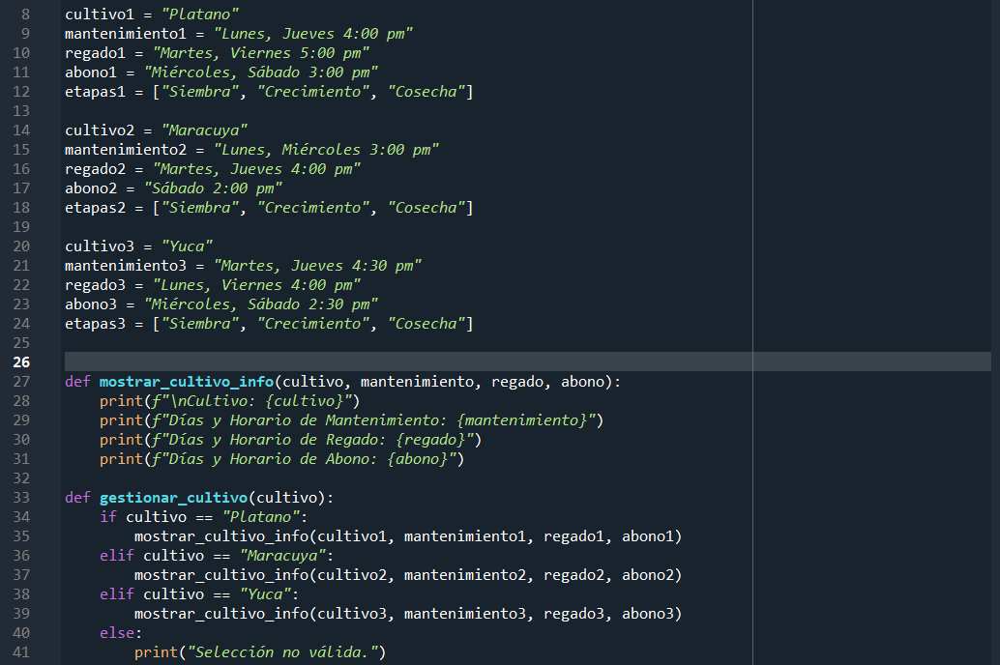 8 cultivo1 = "Platano"
9 mantenimiento1 = "Lunes, Jueves 4:00 pm"
10 regado1 = "Martes, Viernes 5:00 pm"
11 abono1 = "Miércoles, Sábado 3:00 pm"
12 etapas1 = ["Siembra", "Crecimiento", "Cosecha"]
13
14 cultivo2 = "Maracuya"
15 mantenimiento2 = "Lunes, Miércoles 3:00 pm"
16 regado2 = "Martes, Jueves 4:00 pm"
17 abono2 = "Sábado 2:00 pm"
18 etapas2 = ["Siembra", "Crecimiento", "Cosecha"]
19
20 cultivo3 = "Yuca"
21 mantenimiento3 = "Martes, Jueves 4:30 pm"
22 regado3 = "Lunes, Viernes 4:00 pm"
23 abono3 = "Miércoles, Sábado 2:30 pm"
24 etapas3 = ["Siembra", "Crecimiento", "Cosecha"]
25
26
27 def mostrar_cultivo_info(cultivo, mantenimiento, regado, abono):
28     print(f"\nCultivo: {cultivo}")
29     print(f"Días y Horario de Mantenimiento: {mantenimiento}")
30     print(f"Días y Horario de Regado: {regado}")
31     print(f"Días y Horario de Abono: {abono}")
32
33 def gestionar_cultivo(cultivo):
34     if cultivo == "Platano":
35         mostrar_cultivo_info(cultivo1, mantenimiento1, regado1, abono1)
36     elif cultivo == "Maracuya":
37         mostrar_cultivo_info(cultivo2, mantenimiento2, regado2, abono2)
38     elif cultivo == "Yuca":
39         mostrar_cultivo_info(cultivo3, mantenimiento3, regado3, abono3)
40     else:
41         print("Selección no válida.")